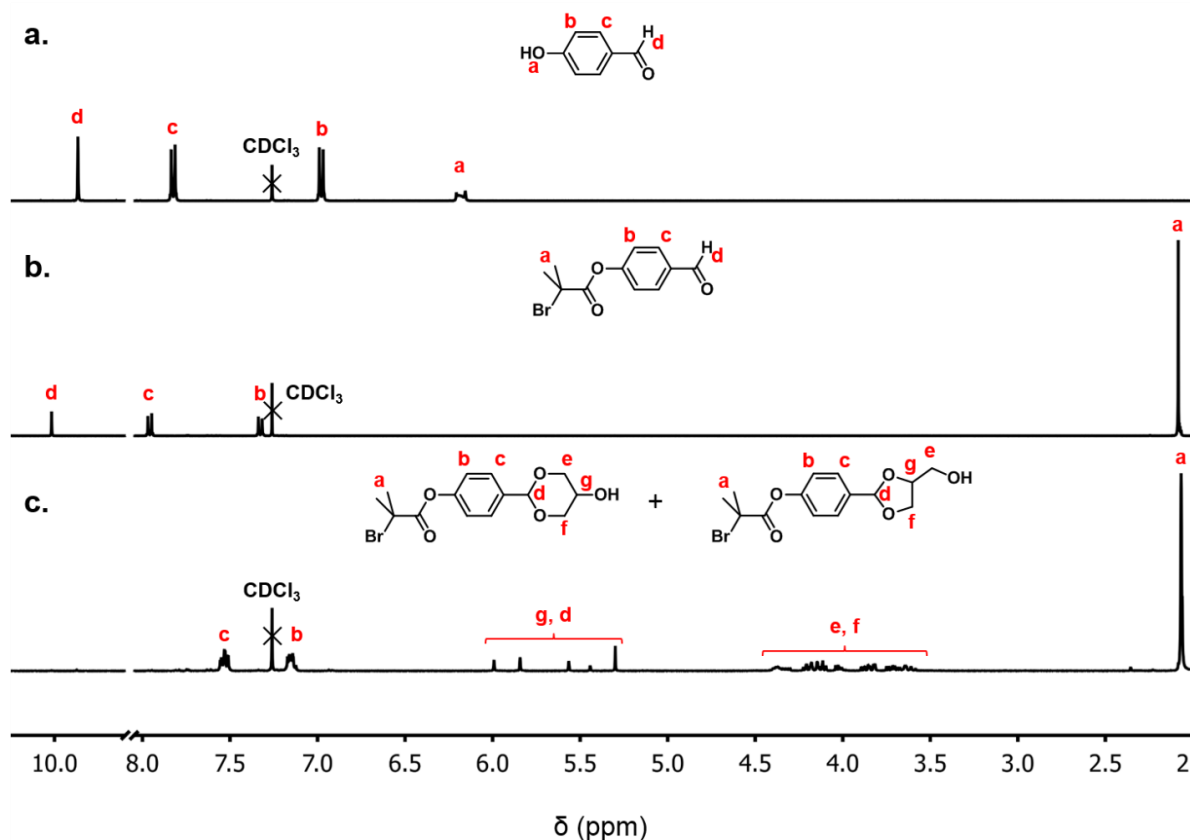 a.
b c
HO H
a d
O
d c CDCl3 b a
b.
b c
a O H
d
Br O O
a
d c b CDCl3
c.
b c O e
a O d g OH
Br O O f
+
b c O g e
a O d OH
Br O O f
a
CDCl3
c b g, d e, f
10.0 8.0 7.5 7.0 6.5 6.0 5.5 5.0 4.5 4.0 3.5 3.0 2.5 2
δ (ppm)